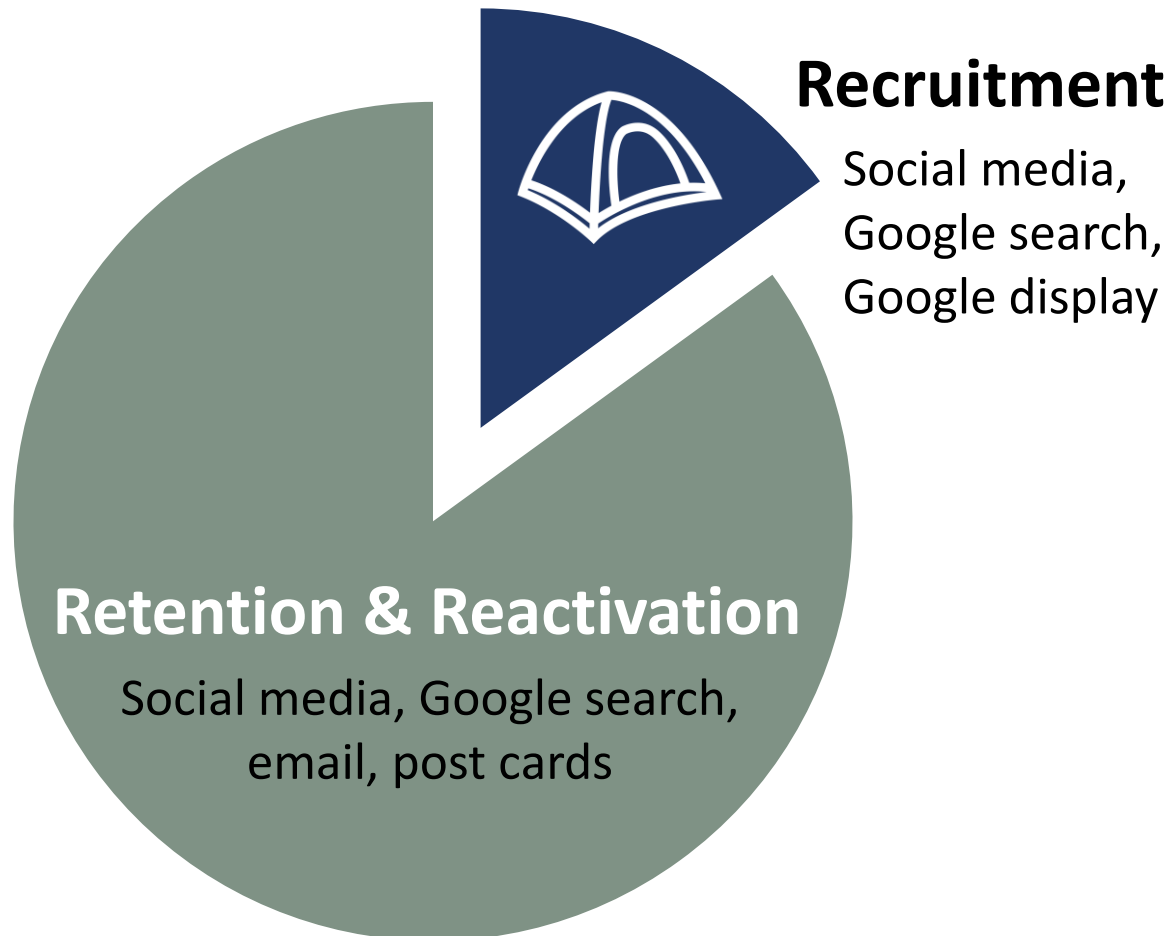 Recruitment
Social media,
Google search,
Google display
Retention & Reactivation
Social media, Google search,
email, post cards